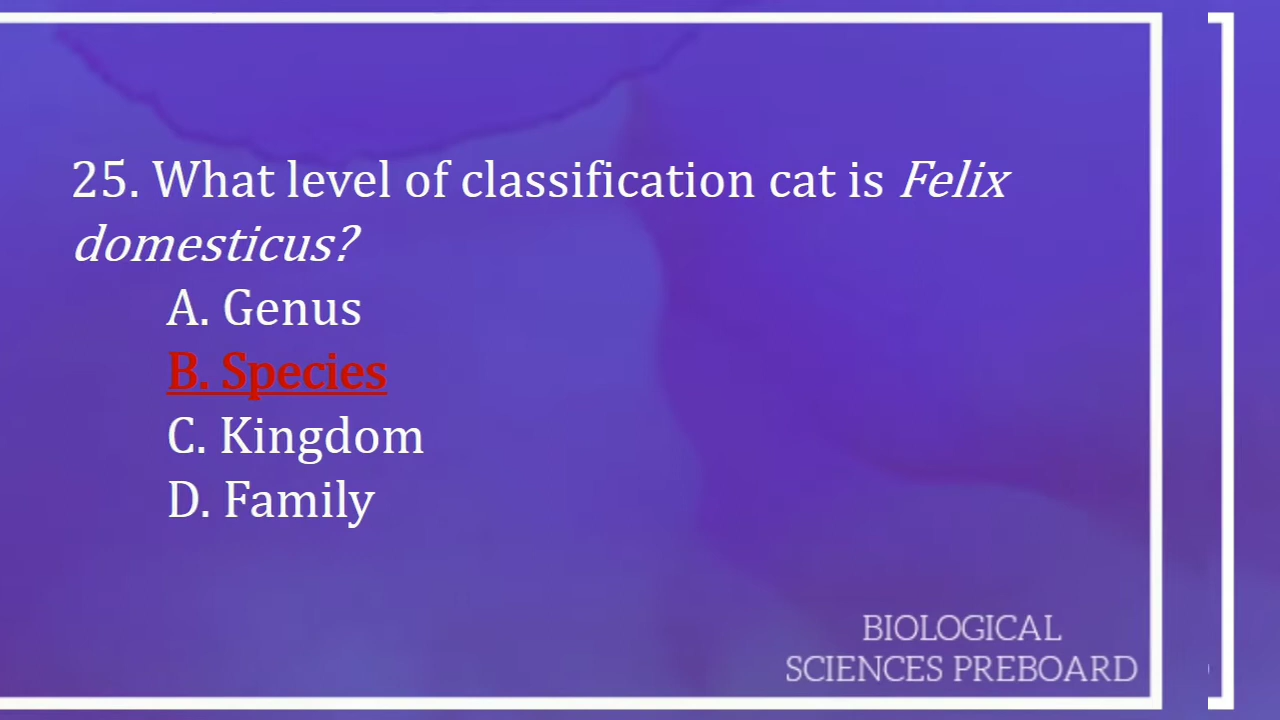 25. What level of classification cat is Felix
domesticus?
A. Genus
B. Species
C. Kingdom
D. Family
BIOLOGICAL
SCIENCES PREBOARD